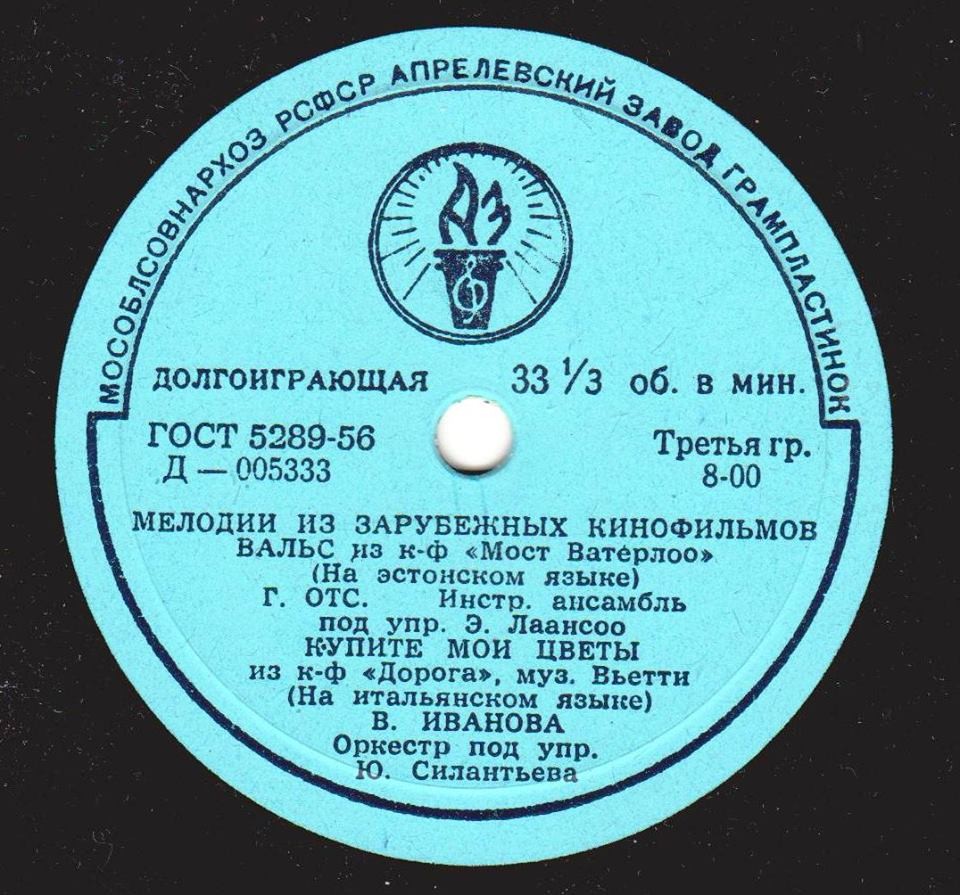 МОСОБЛСОВНАРХОЗ РСФСР АПРЕЛЕВСКИЙ ЗАВОД ГРАМПЛАСТИНОК
АЗ
ДОЛГОИГРАЮЩАЯ 33 1/3 об. в мин.
ГОСТ 5289-56 Третья гр.
Д — 005333 8-00
МЕЛОДИИ ИЗ ЗАРУБЕЖНЫХ КИНОФИЛЬМОВ
ВАЛЬС из к-ф «Мост Ватерлоо»
(На эстонском языке)
Г. ОТС. Инстр. ансамбль
под упр. Э. Лаансоо
КУПИТЕ МОИ ЦВЕТЫ
из к-ф «Дорога», муз. Вьетти
(На итальянском языке)
В. ИВАНОВА
Оркестр под упр.
Ю. Силантьева